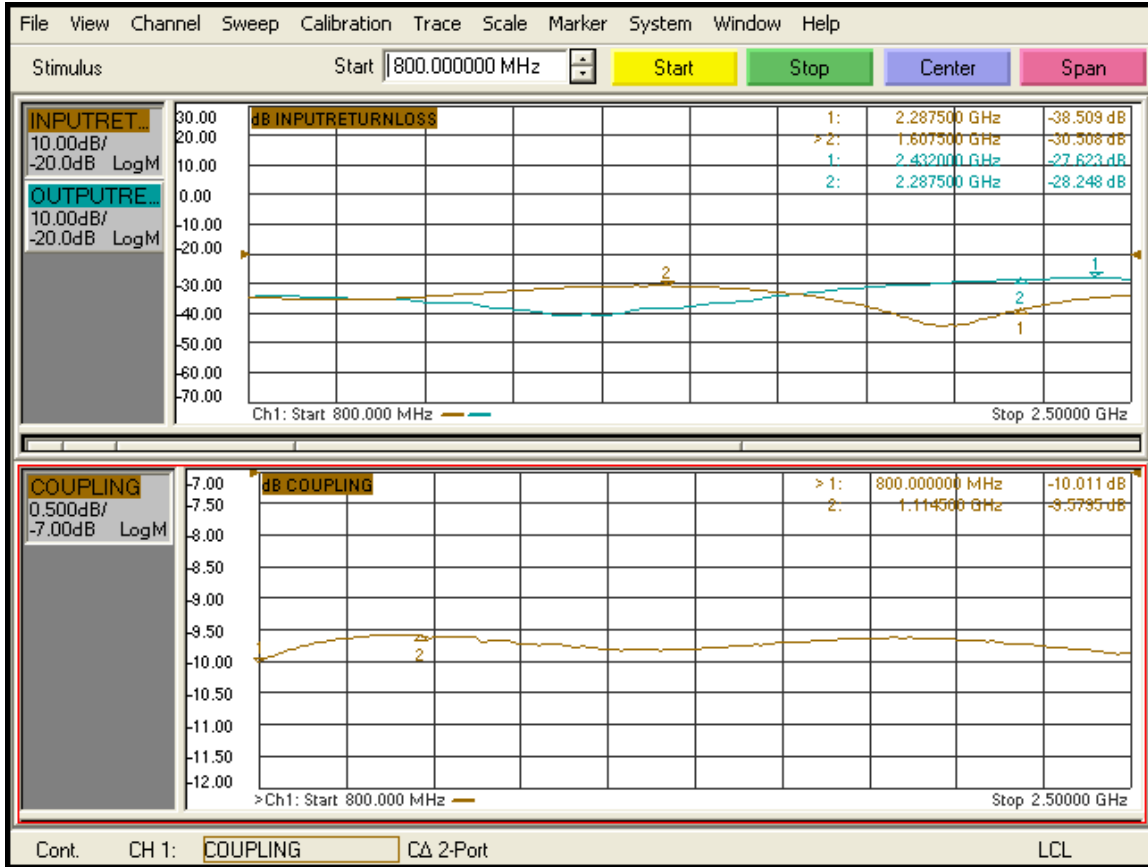 File View Channel Sweep Calibration Trace Scale Marker System Window Help
Stimulus Start 800.000000 MHz Start Stop Center Span
INPUTRET...
10.00dB/
-20.0dB LogM
OUTPUTRE...
10.00dB/
-20.0dB LogM
30.00
20.00
10.00
0.00
-10.00
-20.00
-30.00
-40.00
-50.00
-60.00
-70.00
dB INPUTRETURNLOSS
1: 2.287500 GHz -38.509 dB
>2: 1.607500 GHz -30.508 dB
1: 2.432000 GHz -27.623 dB
2: 2.287500 GHz -28.248 dB
2
1
2
1
Ch1: Start 800.000 MHz Stop 2.50000 GHz
COUPLING
0.500dB/
-7.00dB LogM
-7.00
-7.50
-8.00
-8.50
-9.00
-9.50
-10.00
-10.50
-11.00
-11.50
-12.00
dB COUPLING
>1: 800.000000 MHz -10.011 dB
2: 1.114500 GHz -9.5795 dB
2
>Ch1: Start 800.000 MHz Stop 2.50000 GHz
Cont. CH 1: COUPLING CΔ 2-Port LCL